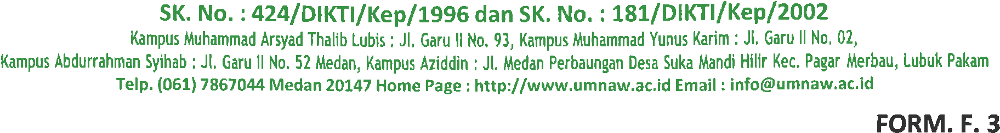 SK. No. : 424/DIKTI/Kep/1996 dan SK. No. : 181/DIKTI/Kep/2002
Kampus Muhammad Arsyad Thalib Lubis : Jl. Garu II No. 93, Kampus Muhammad Yunus Karim : Jl. Garu II No. 02,
Kampus Abdurrahman Syihab : Jl. Garu II No. 52 Medan, Kampus Aziddin : Jl. Medan Perbaungan Desa Suka Mandi Hilir Kec. Pagar Merbau, Lubuk Pakam
Telp. (061) 7867044 Medan 20147 Home Page : http://www.umnaw.ac.id Email : info@umnaw.ac.id
FORM. F. 3